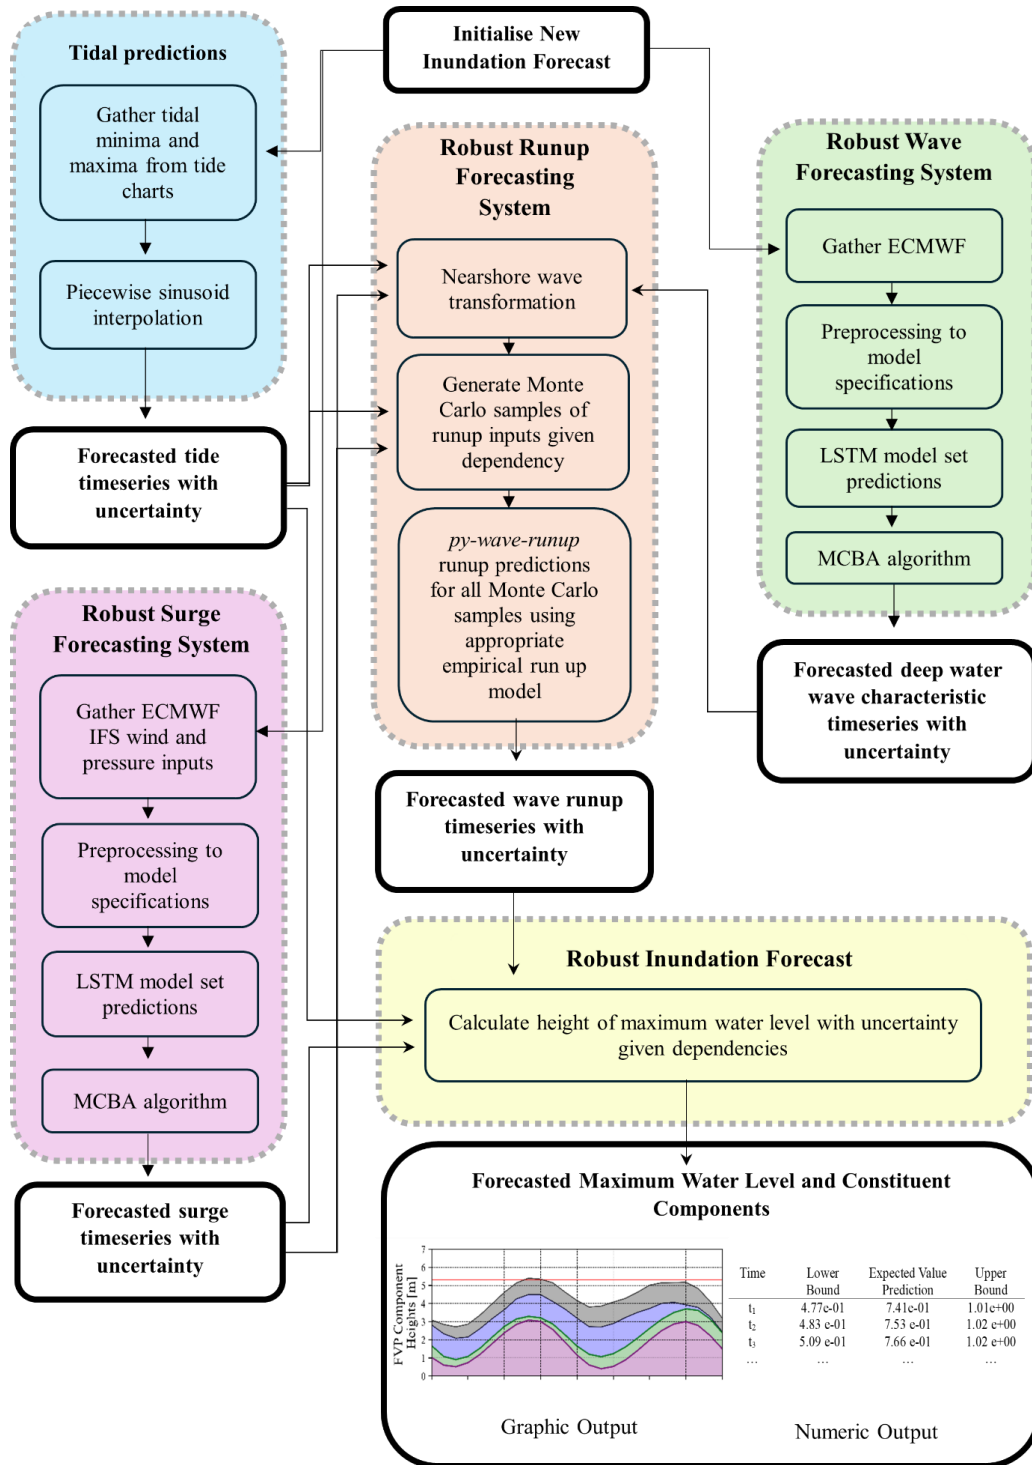 Initialise New
Inundation Forecast
Tidal predictions
Gather tidal
minima and
maxima from tide
charts
Piecewise sinusoid
interpolation
Forecasted tide
timeseries with
uncertainty
Robust Runup
Forecasting
System
Nearshore wave
transformation
Generate Monte
Carlo samples of
runup inputs given
dependency
py-wave-runup
runup predictions
for all Monte Carlo
samples using
appropriate
empirical run up
model
Robust Wave
Forecasting System
Gather ECMWF
Preprocessing to
model
specifications
LSTM model set
predictions
MCBA algorithm
Forecasted deep water
wave characteristic
timeseries with
uncertainty
Robust Surge
Forecasting System
Gather ECMWF
IFS wind and
pressure inputs
Preprocessing to
model
specifications
LSTM model set
predictions
MCBA algorithm
Forecasted surge
timeseries with
uncertainty
Forecasted wave runup
timeseries with
uncertainty
Robust Inundation Forecast
Calculate height of maximum water level with uncertainty
given dependencies
Forecasted Maximum Water Level and Constituent
Components
FVP Component
Heights [m]
7
6
5
4
3
2
1
0
Graphic Output
Time Lower Bound Expected Value Prediction Upper Bound
t₁ 4.77e-01 7.41e-01 1.01e+00
t₂ 4.83 e-01 7.53 e-01 1.02 e+00
t₃ 5.09 e-01 7.66 e-01 1.02 e+00
... ... ... ...
Numeric Output